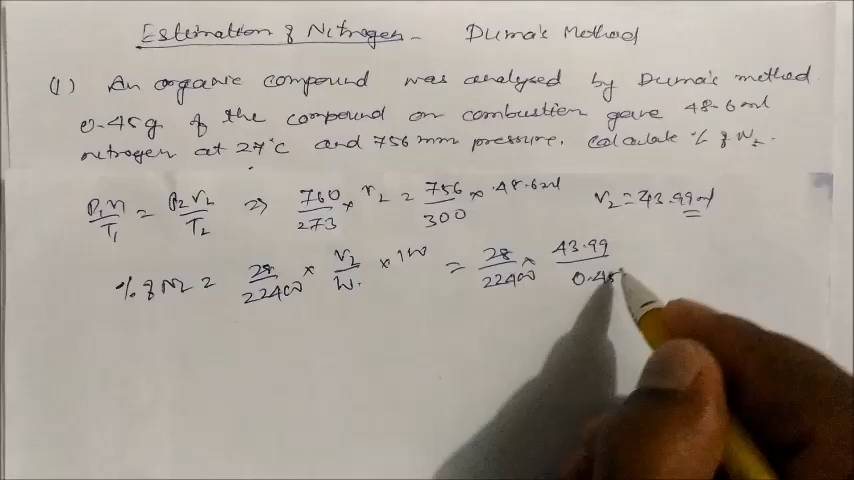 Estimation of Nitrogen - Duma's Method
(1) An organic compound was analysed by Duma's method.
0.45g of the compound on combustion gave 48.6 ml
nitrogen at 27°C and 756 mm pressure. Calculate % of N2.
P1V1/T1 = P2V2/T2 => 760/273 × V2 = 756/300 × 48.6 ml V2 = 43.99 ml
% of N2 = 28/22400 × V2/W × 100 = 28/22400 × 43.99/0.45